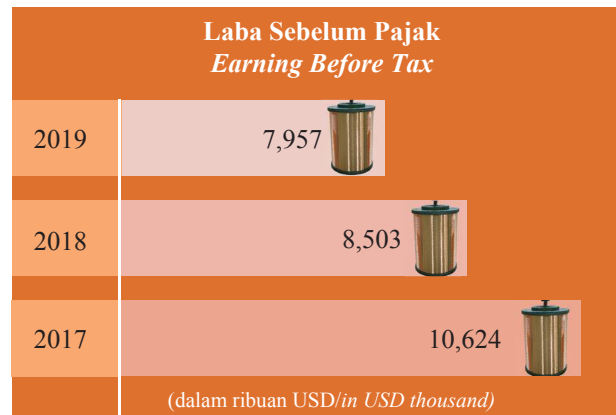 Laba Sebelum Pajak
Earning Before Tax
2019 7,957
2018 8,503
2017 10,624
(dalam ribuan USD/in USD thousand)